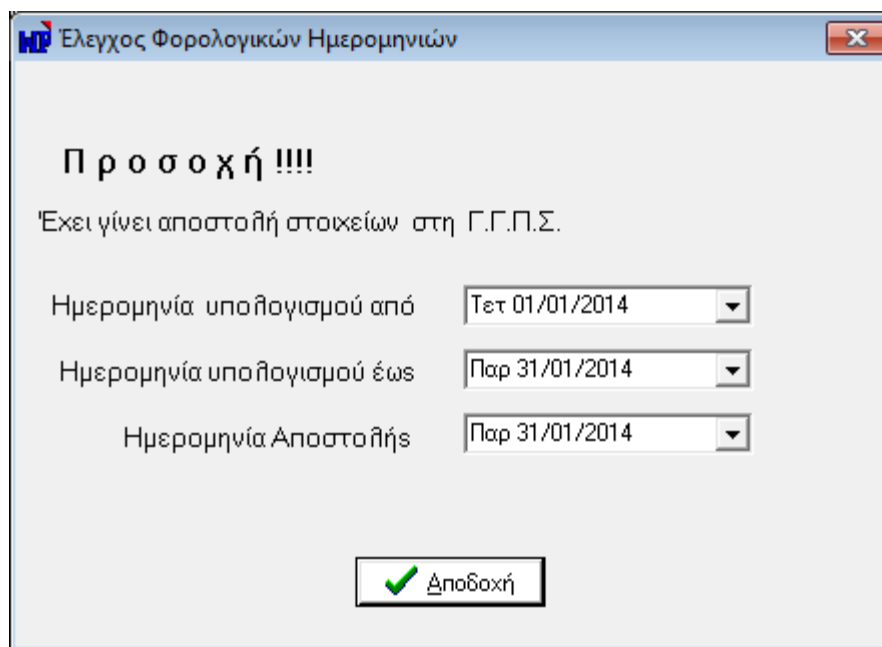 Έλεγχος Φορολογικών Ημερομηνιών
Π ρ ο σ ο χ ή !!!!
Έχει γίνει αποστολή στοιχείων στη Γ.Γ.Π.Σ.
Ημερομηνία υπολογισμού από Τετ 01/01/2014
Ημερομηνία υπολογισμού έως Παρ 31/01/2014
Ημερομηνία Αποστολής Παρ 31/01/2014
Αποδοχή